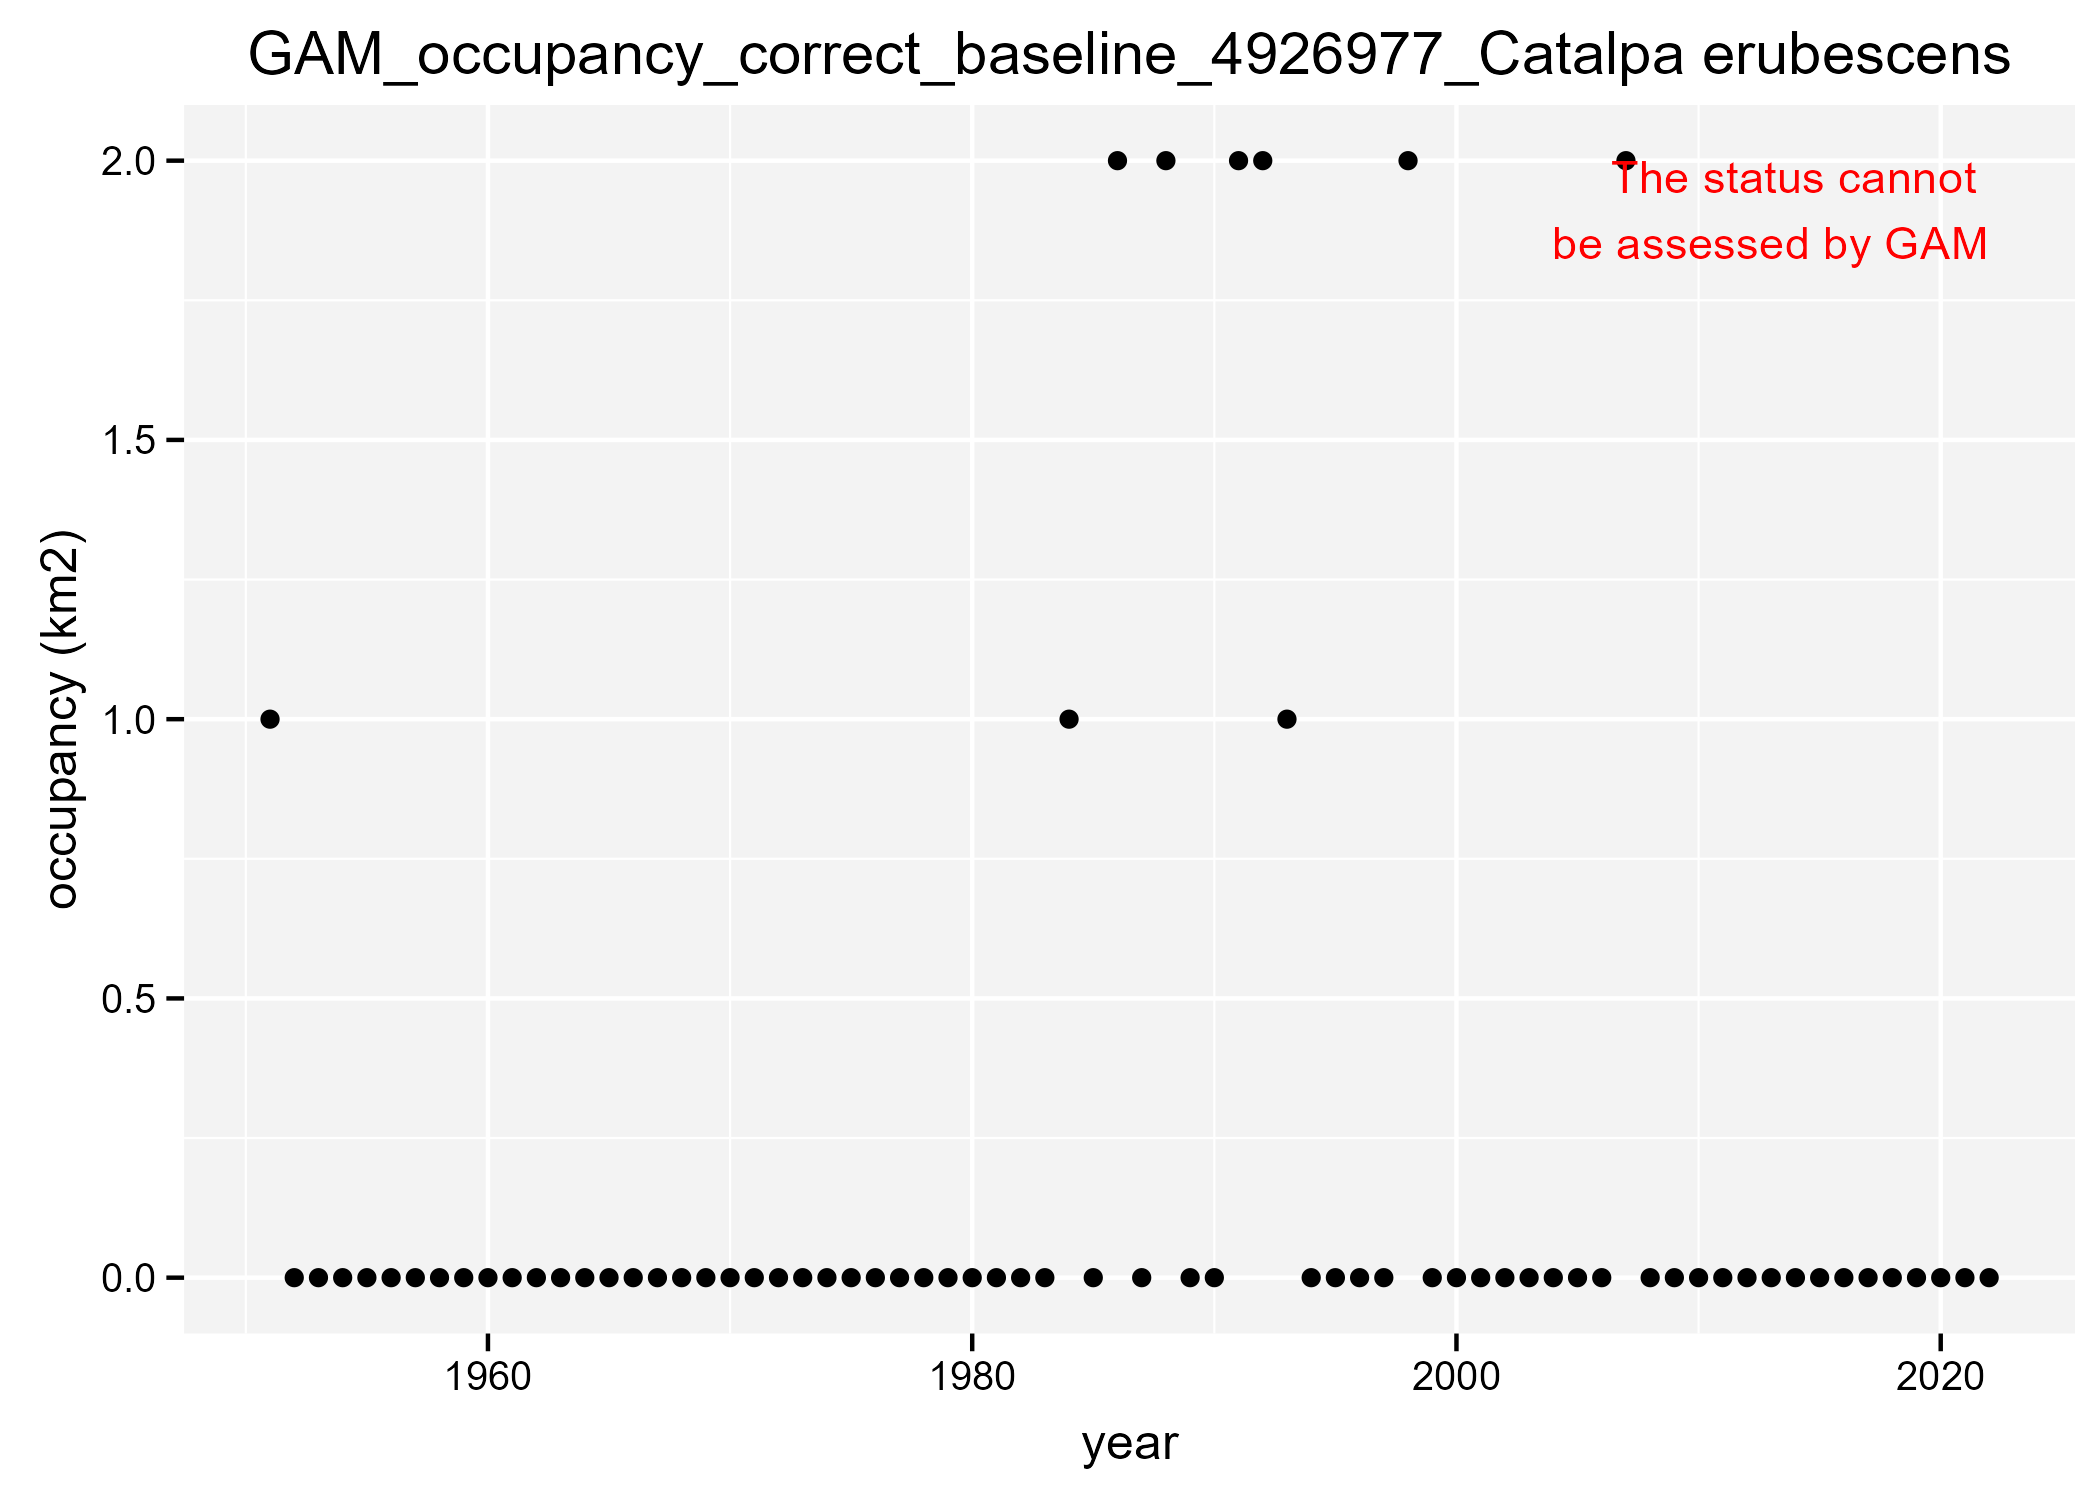 GAM_occupancy_correct_baseline_4926977_Catalpa erubescens
2.0
The status cannot
be assessed by GAM
1.5
occupancy (km2)
1.0
0.5
0.0
1960 1980 2000 2020
year